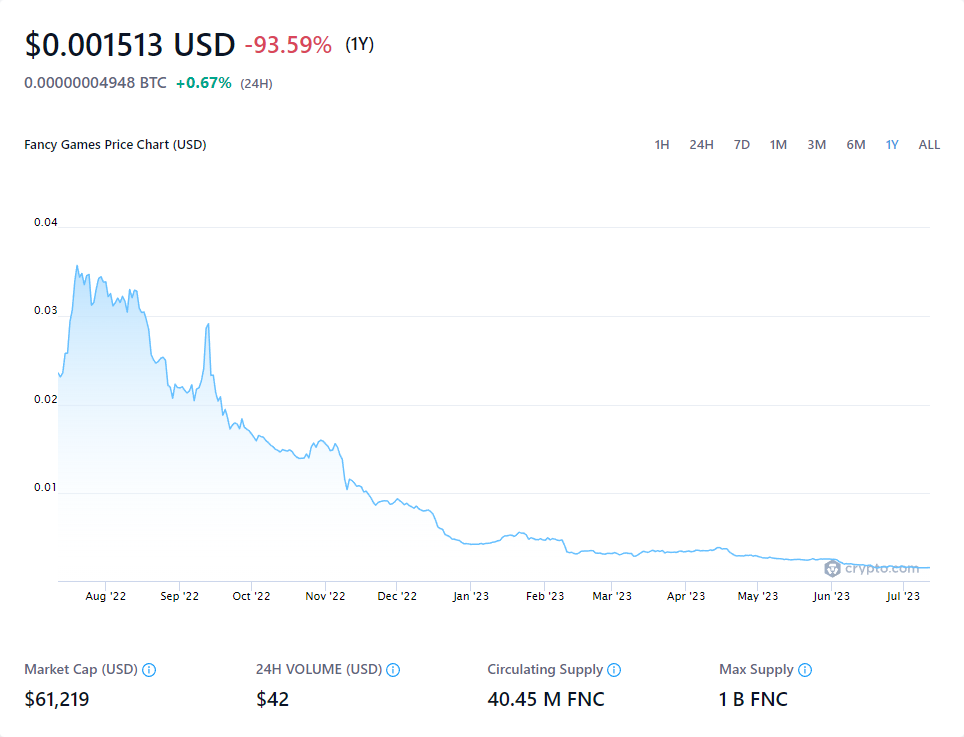 $0.001513 USD -93.59% (1Y)
0.00000004948 BTC +0.67% (24H)
Fancy Games Price Chart (USD) 1H 24H 7D 1M 3M 6M 1Y ALL
0.04
0.03
0.02
0.01
crypto.com
Aug '22 Sep '22 Oct '22 Nov '22 Dec '22 Jan '23 Feb '23 Mar '23 Apr '23 May '23 Jun '23 Jul '23
Market Cap (USD) 24H VOLUME (USD) Circulating Supply Max Supply
$61,219 $42 40.45 M FNC 1 B FNC